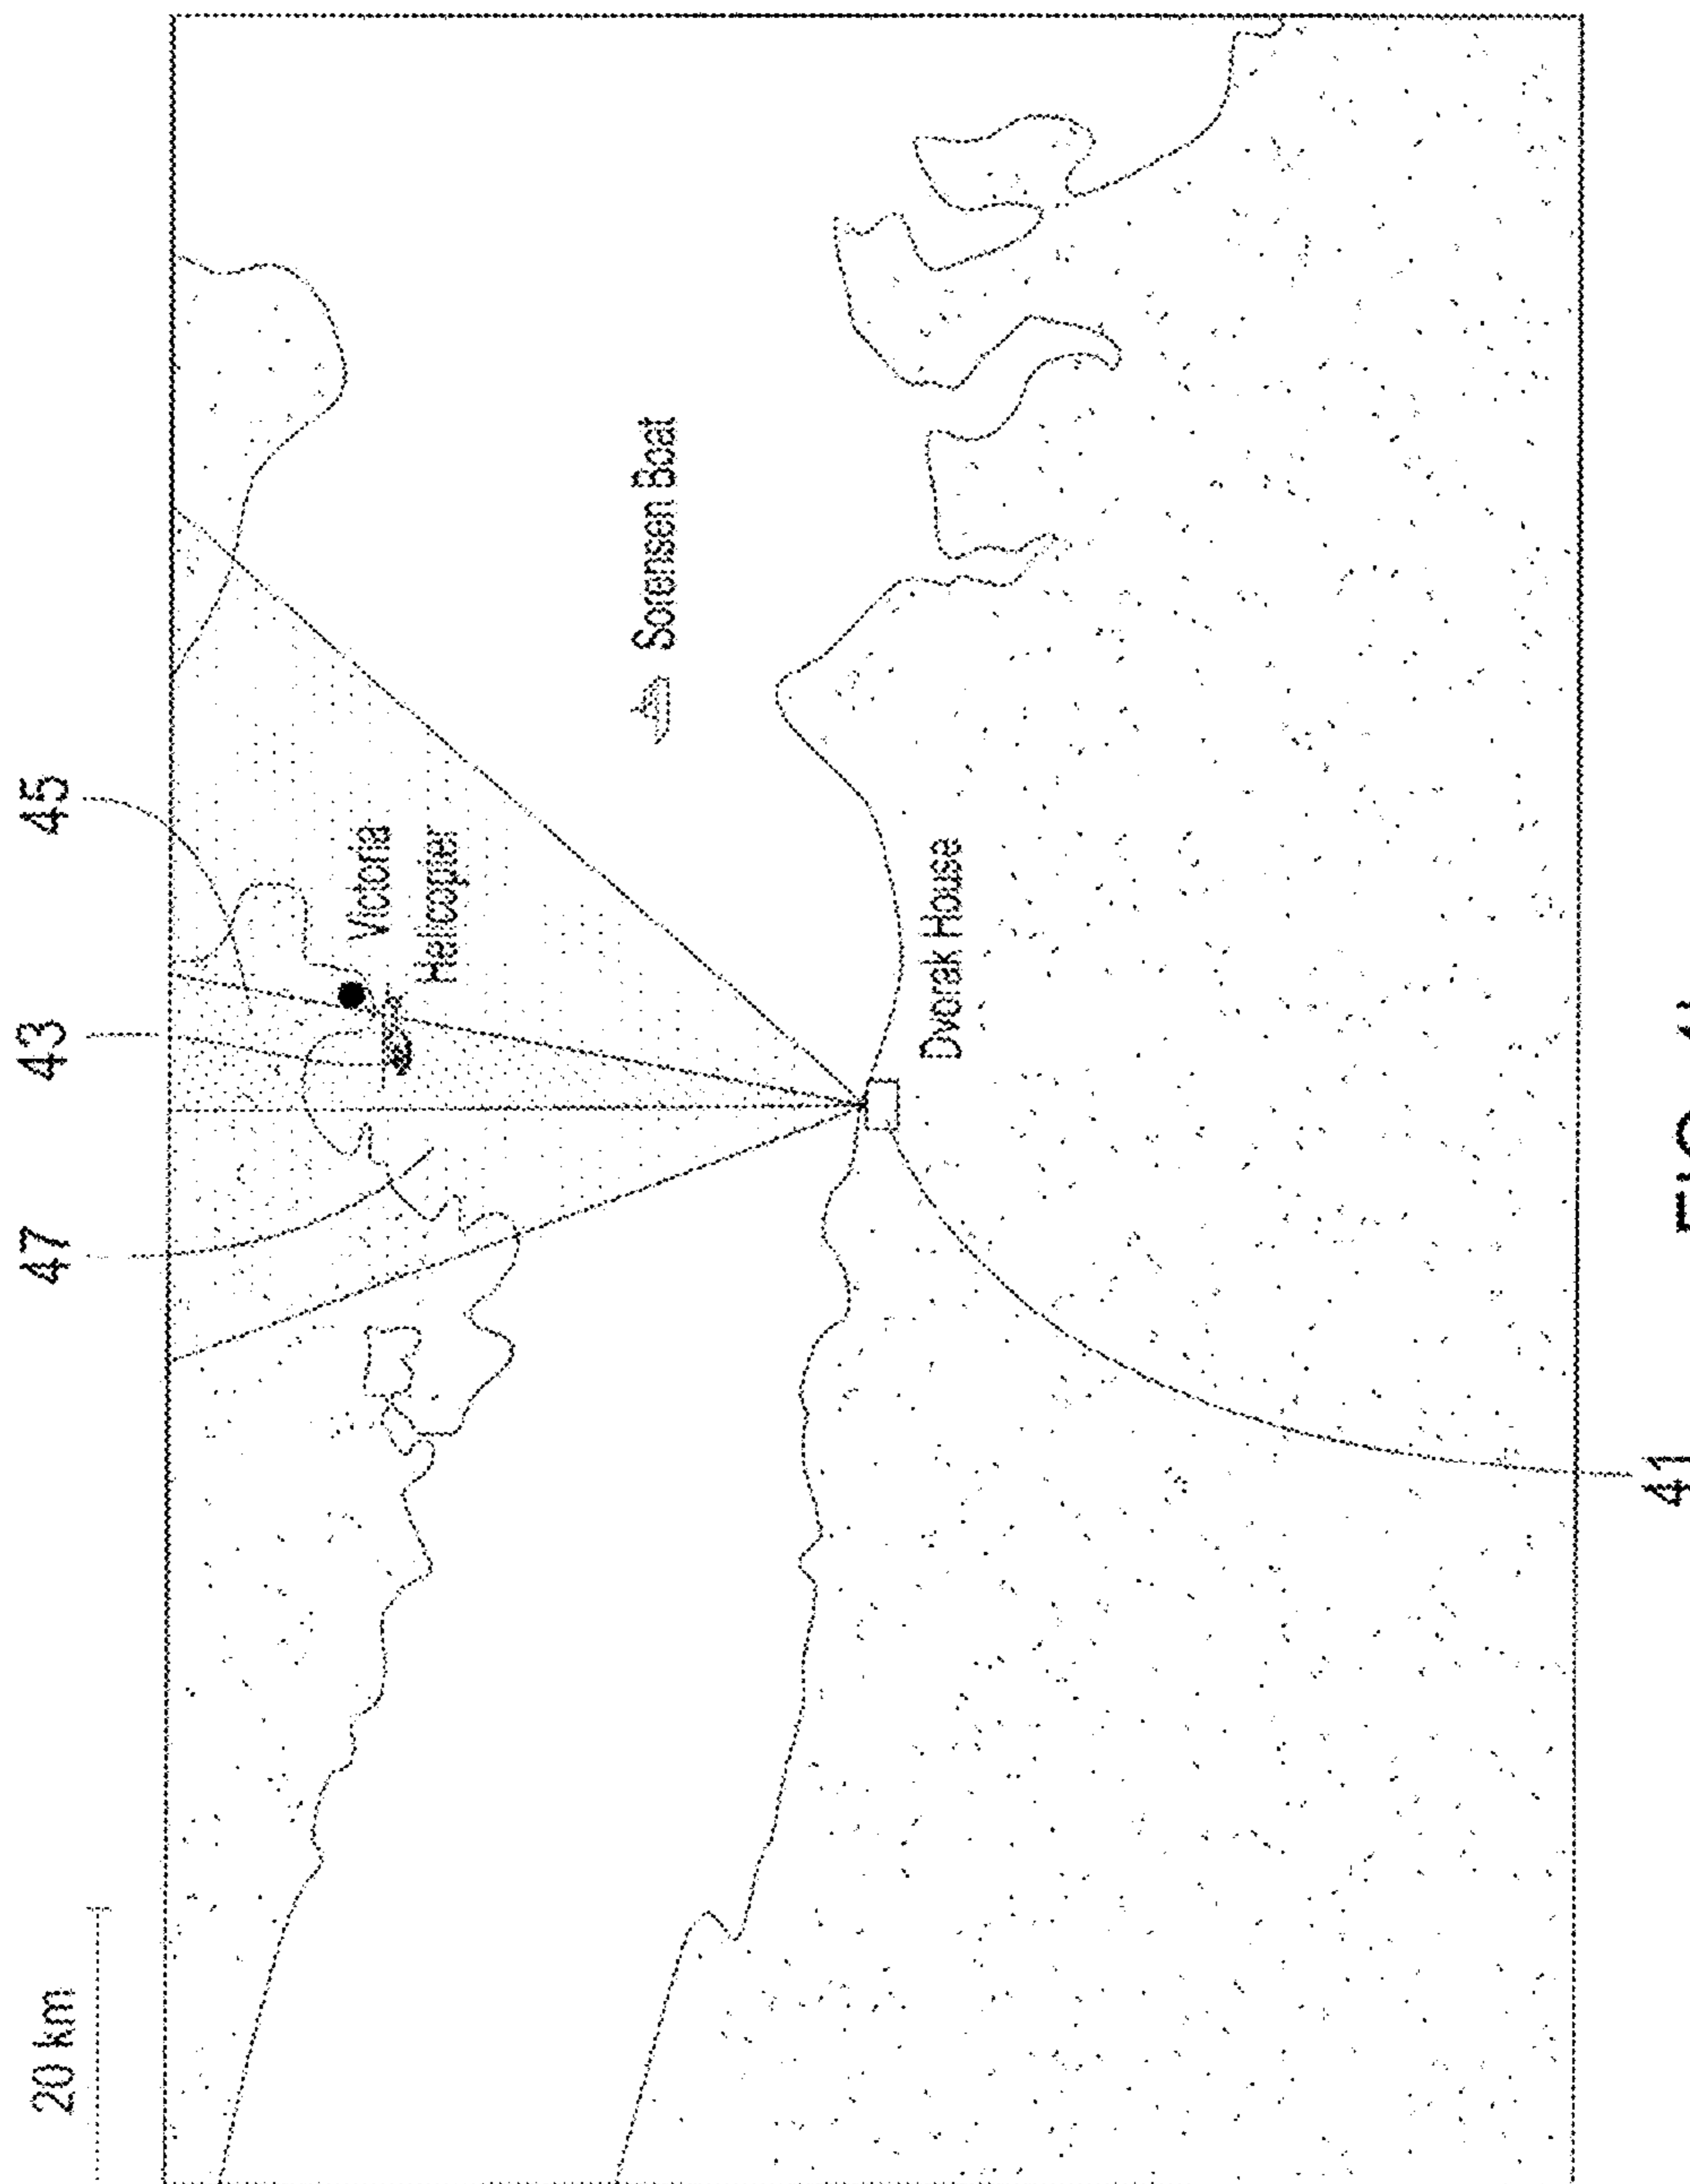 20 km
47
43
45
Victoria
Helicopter
Sorensen Boat
Dvorak House
41